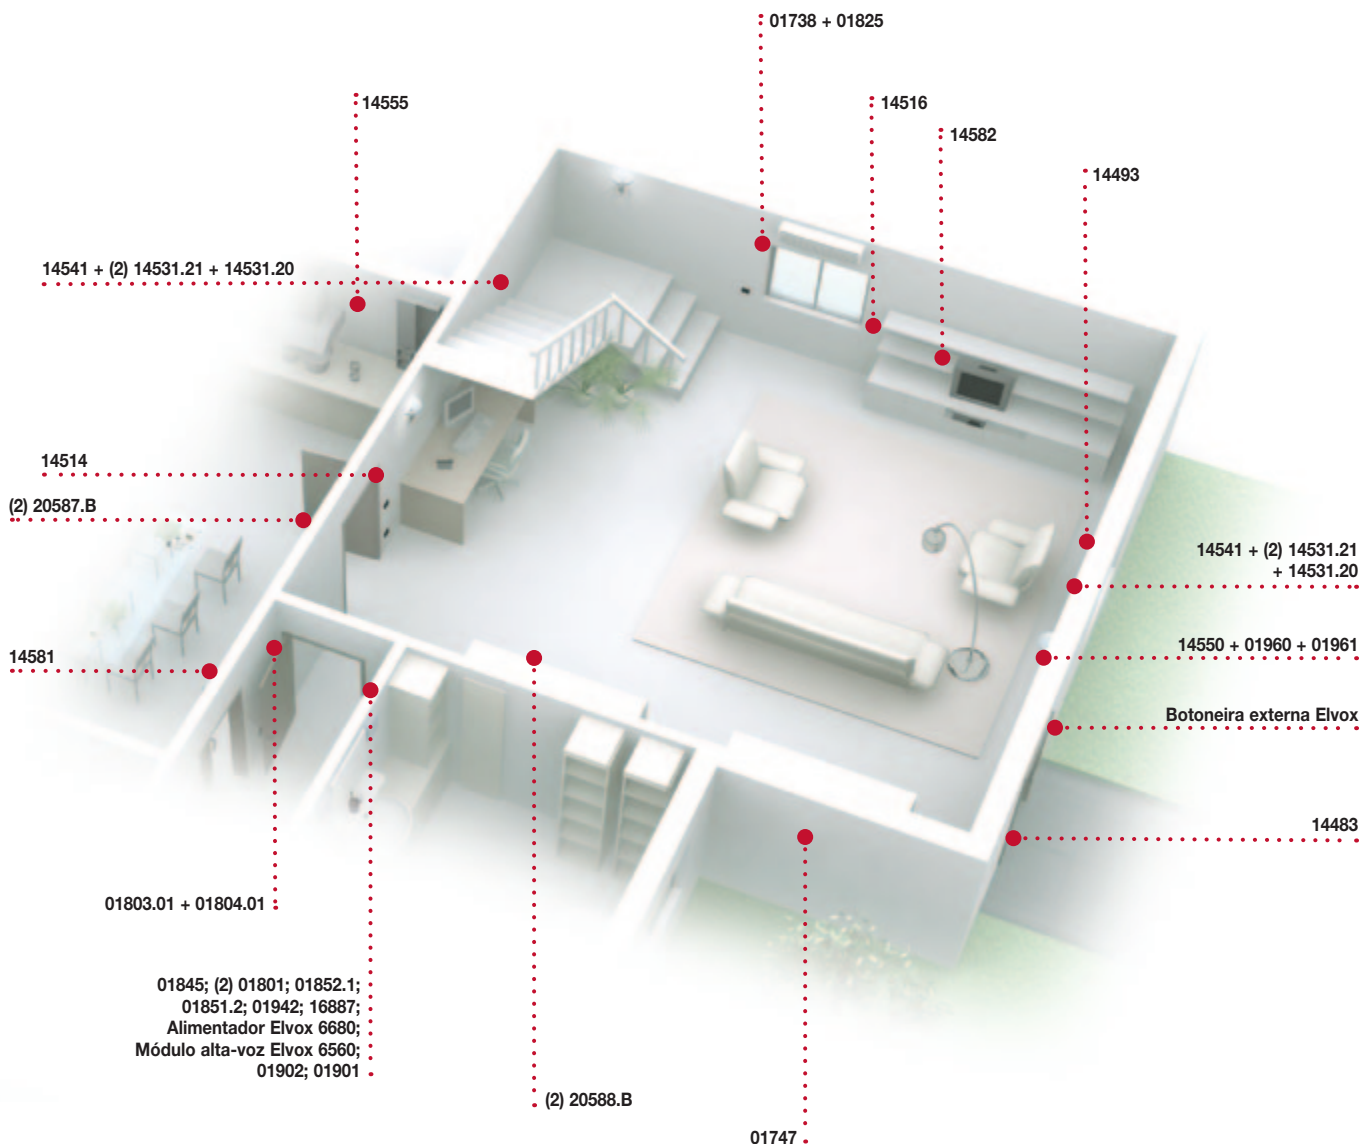 01738 + 01825
14555
14516
14582
14493
14541 + (2) 14531.21 + 14531.20
14514
(2) 20587.B
14541 + (2) 14531.21
+ 14531.20
14581
14550 + 01960 + 01961
Botoneira externa Elvox
14483
01803.01 + 01804.01
01845; (2) 01801; 01852.1;
01851.2; 01942; 16887;
Alimentador Elvox 6680;
Módulo alta-voz Elvox 6560;
01902; 01901
(2) 20588.B
01747